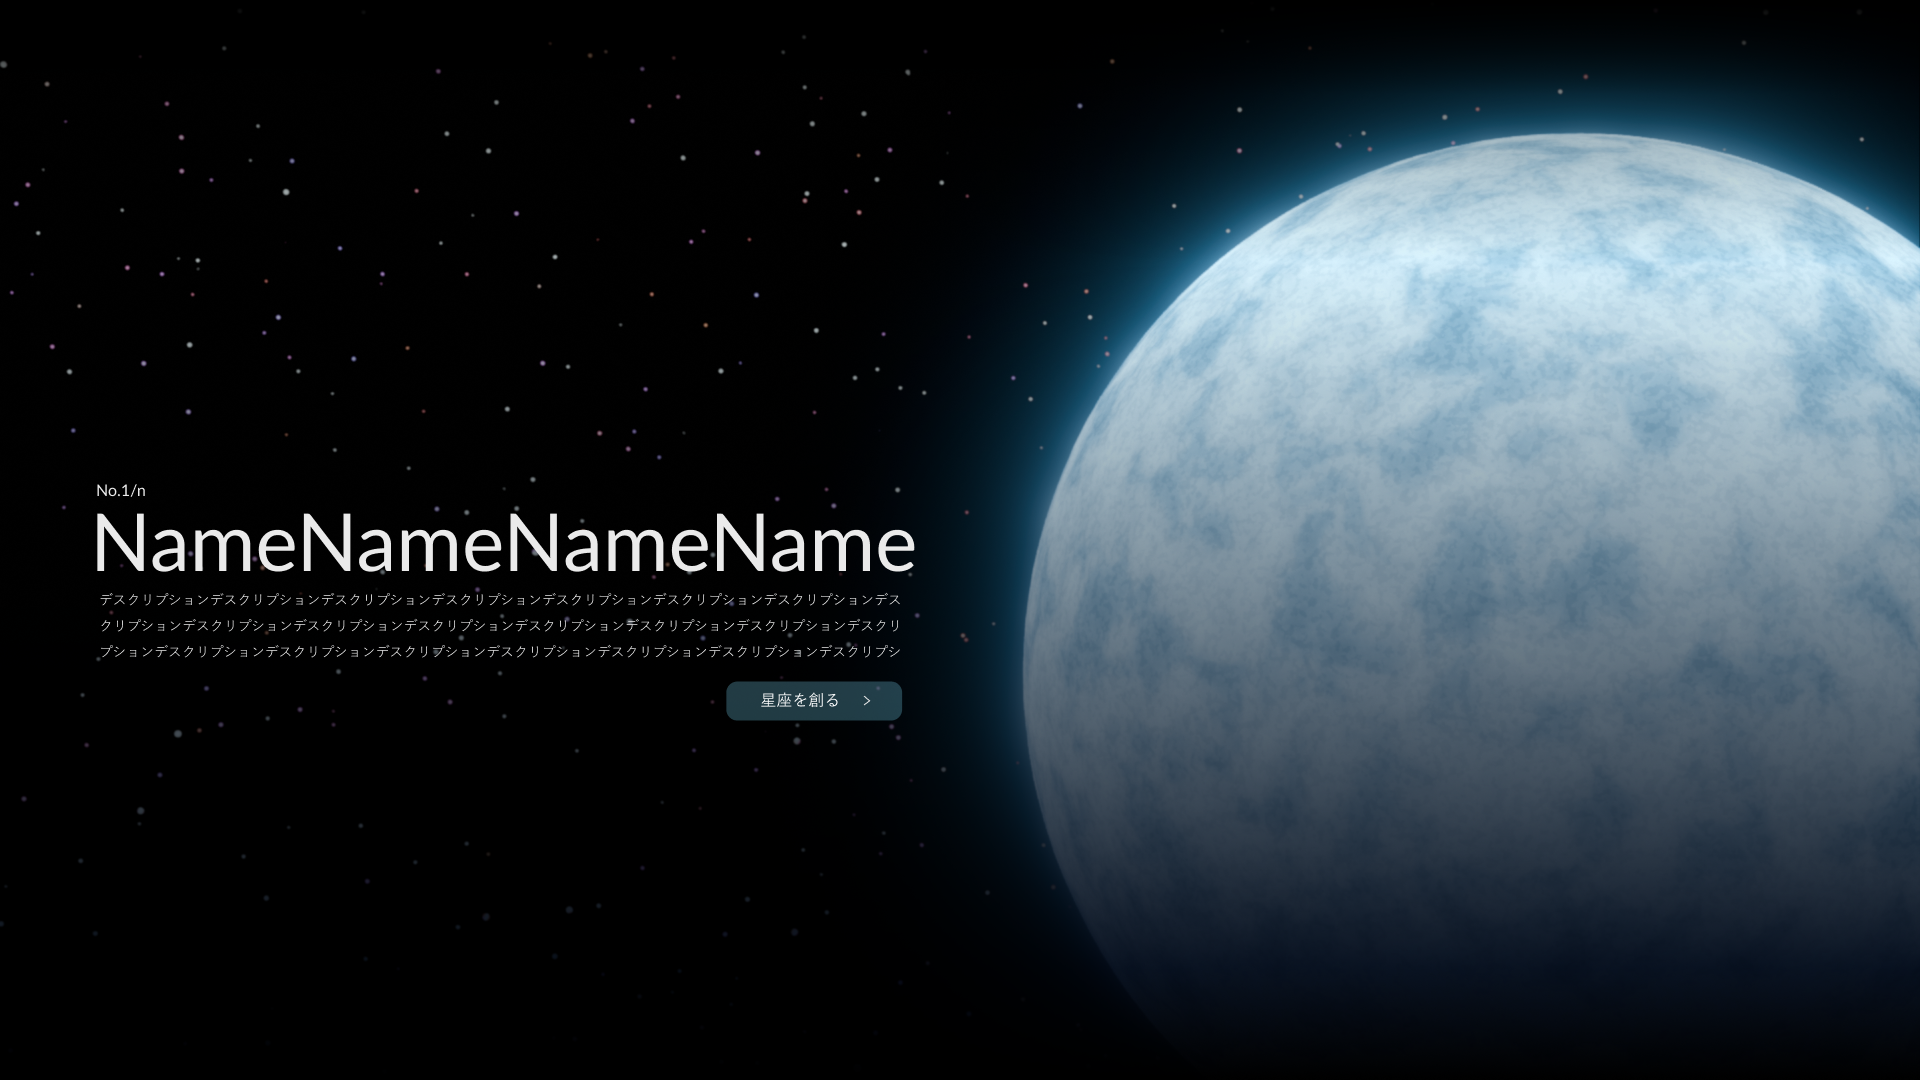 No.1/n
NameNameNameName
デスクリプションデスクリプションデスクリプションデスクリプションデスクリプションデスクリプションデスクリプションデス
クリプションデスクリプションデスクリプションデスクリプションデスクリプションデスクリプションデスクリプションデスクリ
プションデスクリプションデスクリプションデスクリプションデスクリプションデスクリプションデスクリプションデスクリプシ
星座を創る >